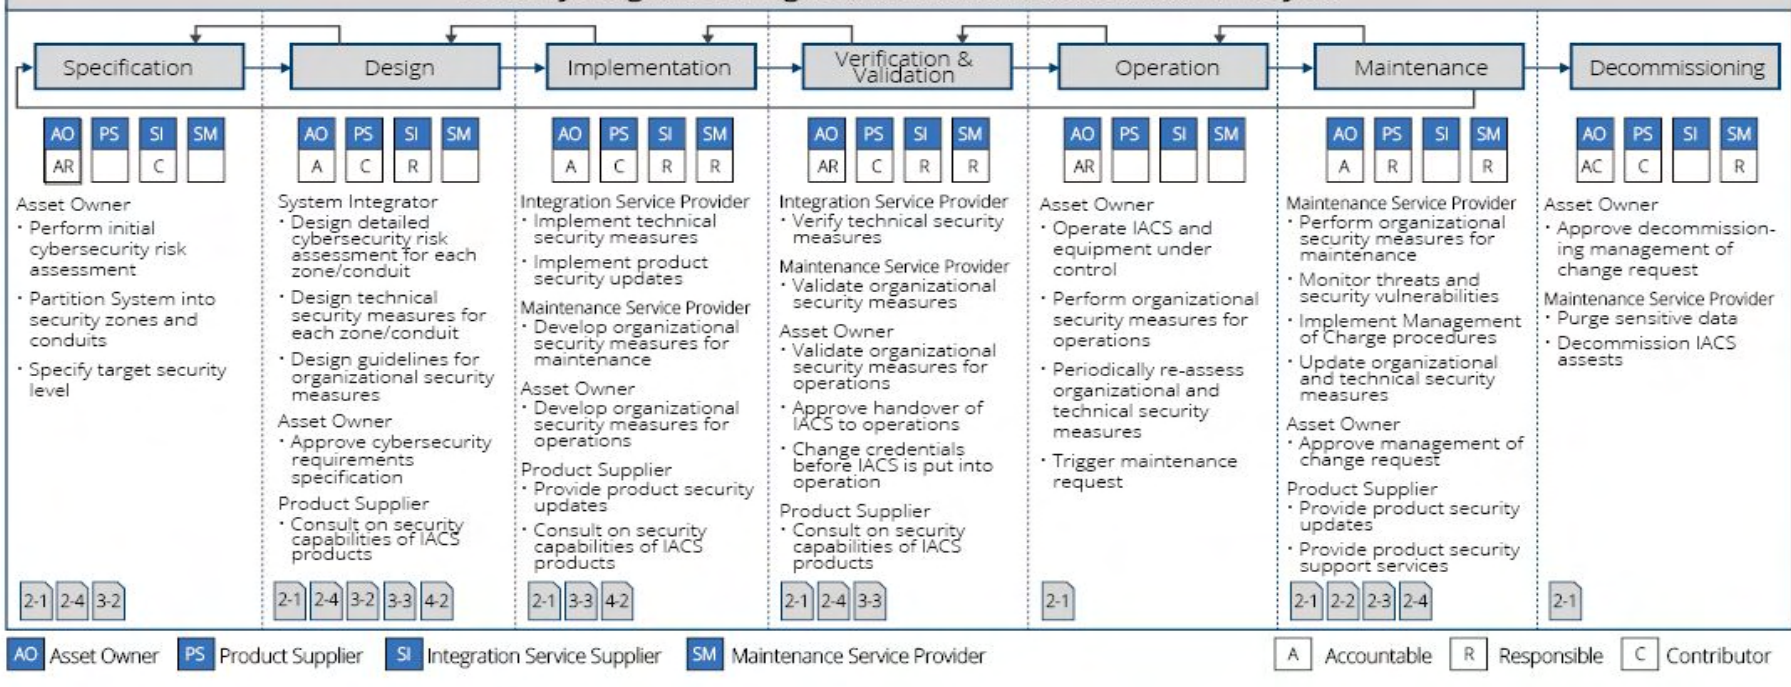 Specification
Design
Implementation
Verification &
Validation
Operation
Maintenance
Decommissioning
AO PS SI SM
AR C
AO PS SI SM
A C R
AO PS SI SM
A C R R
AO PS SI SM
AR C R R
AO PS SI SM
AR
AO PS SI SM
A R R
AO PS SI SM
AC C R
Asset Owner
· Perform initial
cybersecurity risk
assessment
· Partition System into
security zones and
conduits
· Specify target security
level
2-1 2-4 3-2
System Integrator
· Design detailed
cybersecurity risk
assessment for each
zone/conduit
· Design technical
security measures for
each zone/conduit
· Design guidelines for
organizational security
measures
Asset Owner
· Approve cybersecurity
requirements
specification
Product Supplier
· Consult on security
capabilities of IACS
products
2-1 2-4 3-2 3-3 4-2
Integration Service Provider
· Implement technical
security measures
· Implement product
security updates
Maintenance Service Provider
· Develop organizational
security measures for
maintenance
Asset Owner
· Develop organizational
security measures for
operations
Product Supplier
· Provide product security
updates
· Consult on security
capabilities of IACS
products
2-1 3-3 4-2
Integration Service Provider
· Verify technical security
measures
Maintenance Service Provider
· Validate organizational
security measures
Asset Owner
· Validate organizational
security measures for
operations
· Approve handover of
IACS to operations
· Change credentials
before IACS is put into
operation
Product Supplier
· Consult on security
capabilities of IACS
products
2-1 2-4 3-3
Asset Owner
· Operate IACS and
equipment under
control
· Perform organizational
security measures for
operations
· Periodically re-assess
organizational and
technical security
measures
· Trigger maintenance
request
2-1
Maintenance Service Provider
· Perform organizational
security measures for
maintenance
· Monitor threats and
security vulnerabilities
· Implement Management
of Charge procedures
· Update organizational
and technical security
measures
Asset Owner
· Approve management of
change request
Product Supplier
· Provide product security
updates
· Provide product security
support services
2-1 2-2 2-3 2-4
Asset Owner
· Approve decommission-
ing management of
change request
Maintenance Service Provider
· Purge sensitive data
· Decommission IACS
assests
2-1
AO Asset Owner PS Product Supplier SI Integration Service Supplier SM Maintenance Service Provider A Accountable R Responsible C Contributor